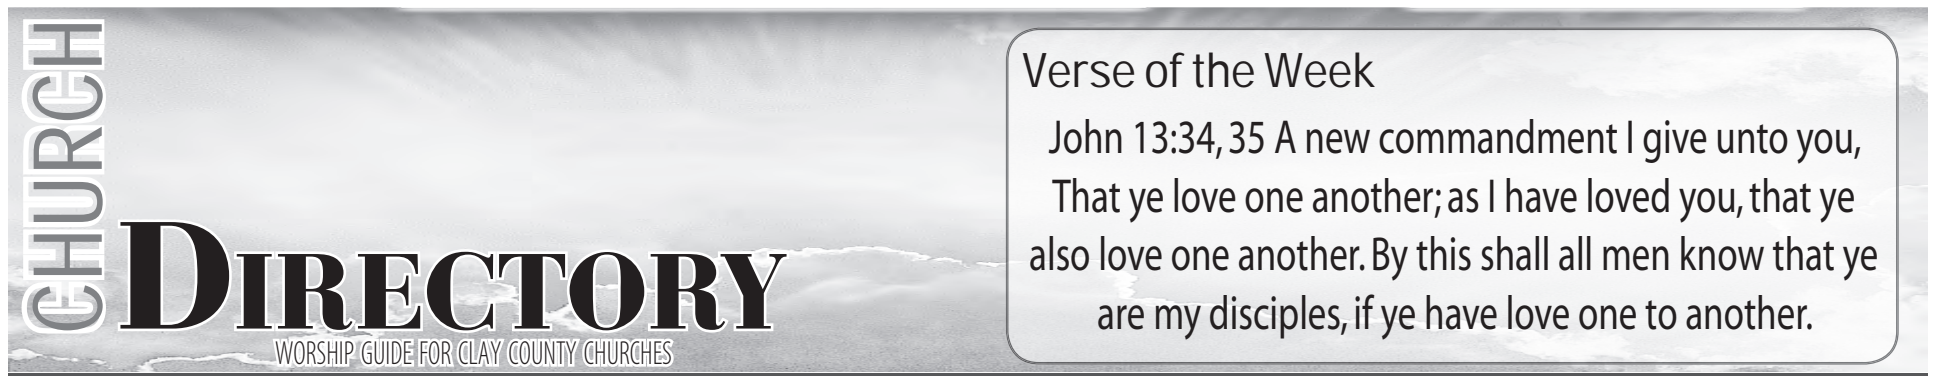 CHURCH
DIRECTORY
WORSHIP GUIDE FOR CLAY COUNTY CHURCHES
Verse of the Week
John 13:34, 35 A new commandment I give unto you,
That ye love one another; as I have loved you, that ye
also love one another. By this shall all men know that ye
are my disciples, if ye have love one to another.